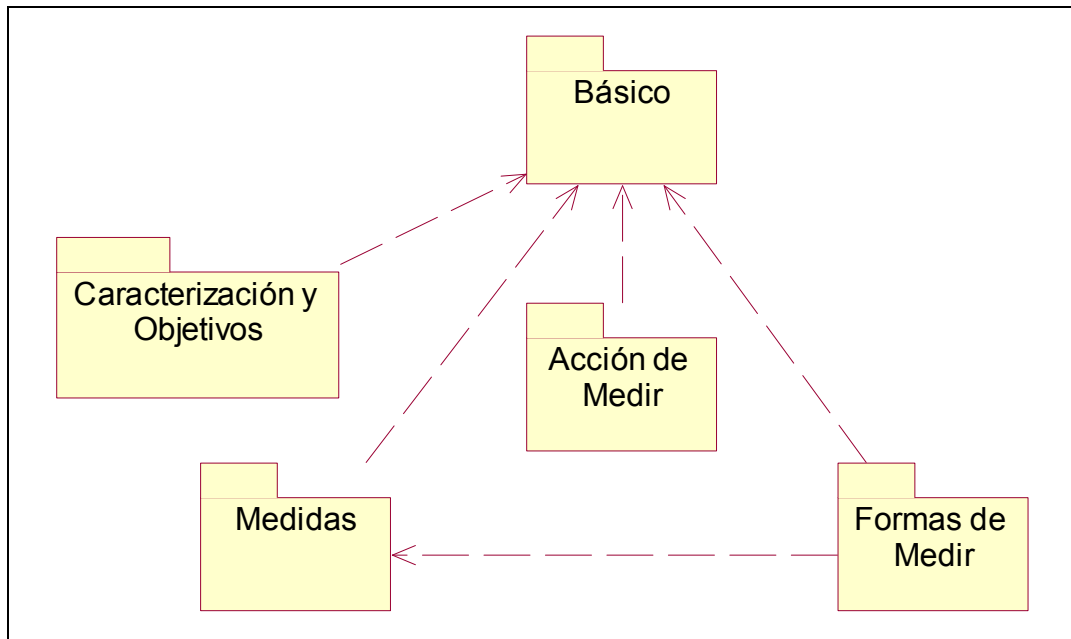 Básico
Caracterización y
Objetivos
Acción de
Medir
Medidas
Formas de
Medir